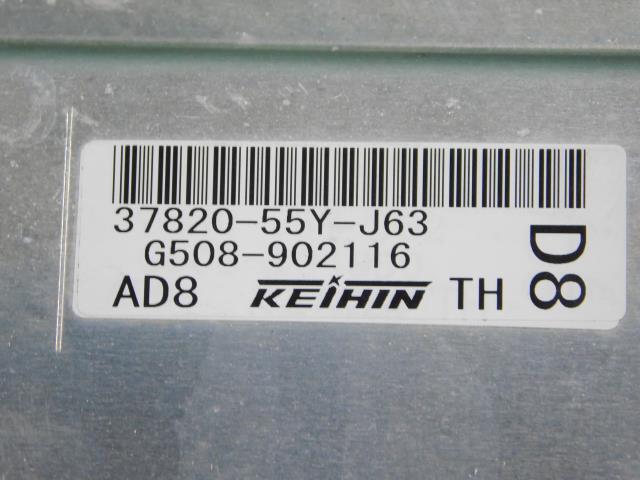 37820-55Y-J63
G508-902116
AD8 KEIHIN TH
D8